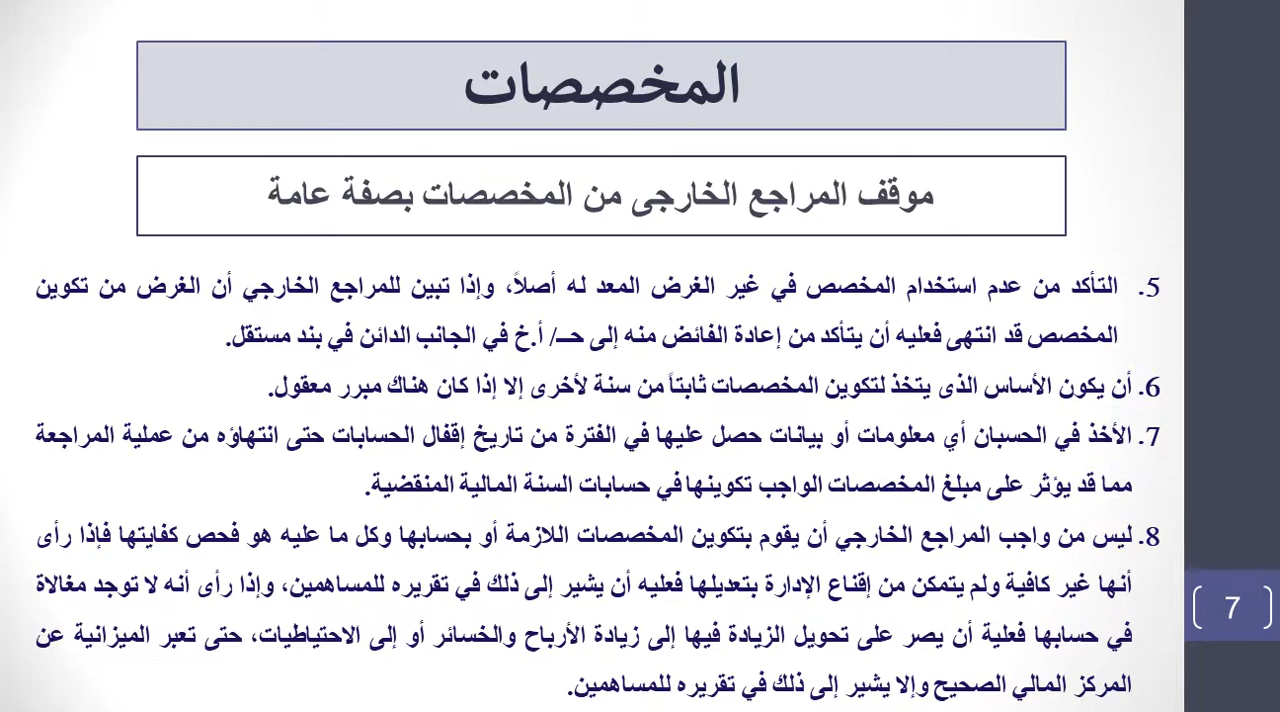 المخصصات
موقف المراجع الخارجى من المخصصات بصفة عامة
5. التأكد من عدم استخدام المخصص في غير الغرض المعد له أصلاً، وإذا تبين للمراجع الخارجي أن الغرض من تكوين
المخصص قد انتهى فعليه أن يتأكد من إعادة الفائض منه إلى حـ/ أ.خ في الجانب الدائن في بند مستقل.
6. أن يكون الأساس الذى يتخذ لتكوين المخصصات ثابتاً من سنة لأخرى إلا إذا كان هناك مبرر معقول.
7. الأخذ في الحسبان أي معلومات أو بيانات حصل عليها في الفترة من تاريخ إقفال الحسابات حتى انتهاؤه من عملية المراجعة
مما قد يؤثر على مبلغ المخصصات الواجب تكوينها في حسابات السنة المالية المنقضية.
8. ليس من واجب المراجع الخارجي أن يقوم بتكوين المخصصات اللازمة أو بحسابها وكل ما عليه هو فحص كفايتها فإذا رأى
أنها غير كافية ولم يتمكن من إقناع الإدارة بتعديلها فعليه أن يشير إلى ذلك في تقريره للمساهمين، وإذا رأى أنه لا توجد مغالاة
في حسابها فعلية أن يصر على تحويل الزيادة فيها إلى زيادة الأرباح والخسائر أو إلى الاحتياطيات، حتى تعبر الميزانية عن
المركز المالي الصحيح وإلا يشير إلى ذلك في تقريره للمساهمين.
7